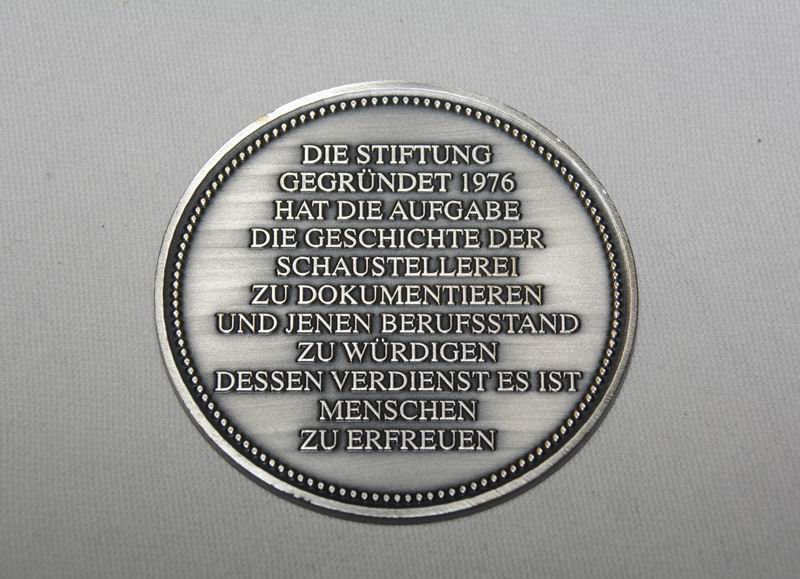 DIE STIFTUNG
GEGRÜNDET 1976
HAT DIE AUFGABE
DIE GESCHICHTE DER
SCHAUSTELLEREI
ZU DOKUMENTIEREN
UND JENEN BERUFSSTAND
ZU WÜRDIGEN
DESSEN VERDIENST ES IST
MENSCHEN
ZU ERFREUEN